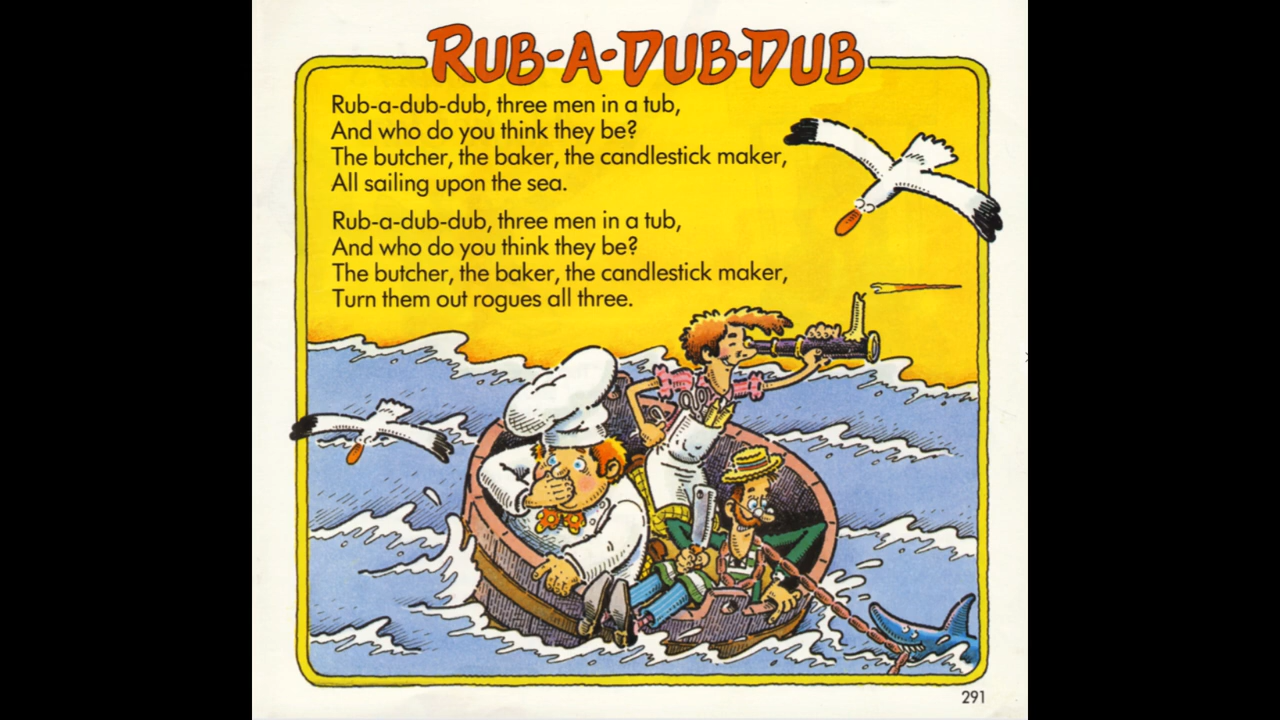 RUB-A-DUB-DUB
Rub-a-dub-dub, three men in a tub,
And who do you think they be?
The butcher, the baker, the candlestick maker,
All sailing upon the sea.
Rub-a-dub-dub, three men in a tub,
And who do you think they be?
The butcher, the baker, the candlestick maker,
Turn them out rogues all three.
291